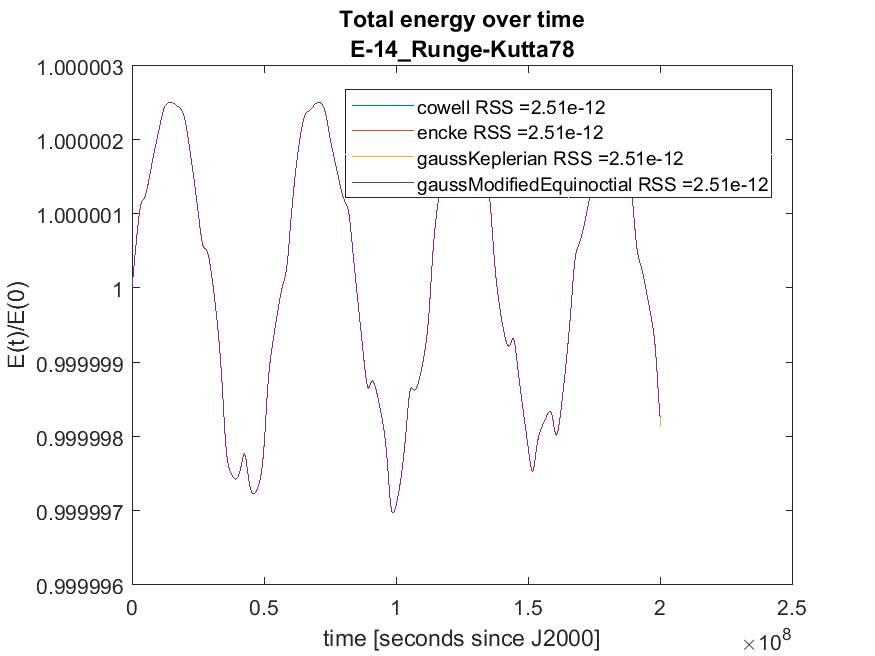 Total energy over time
E-14_Runge-Kutta78
1.000003
1.000002
1.000001
1
0.999999
0.999998
0.999997
0.999996
E(t)/E(0)
cowell RSS =2.51e-12
encke RSS =2.51e-12
gaussKeplerian RSS =2.51e-12
gaussModifiedEquinoctial RSS =2.51e-12
0 0.5 1 1.5 2 2.5
time [seconds since J2000]
×10^8